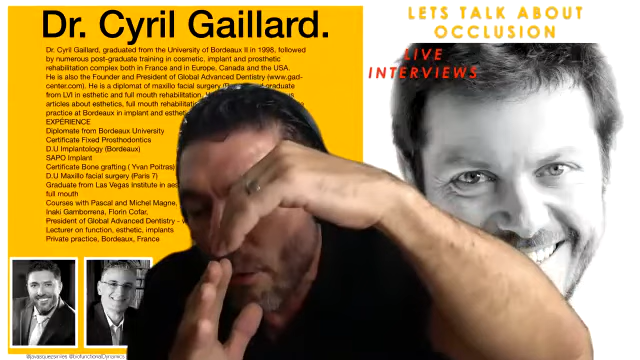 Dr. Cyril Gaillard.
LETS TALK ABOUT
OCCLUSION
LIVE
INTERVIEWS
Dr. Cyril Gaillard, graduated from the University of Bordeaux II in 1998, followed
by numerous post-graduate training in cosmetic, implant and prosthetic
rehabilitation complex both in France and in Europe, Canada and the USA.
He is also the Founder and President of Global Advanced Dentistry (www.gad-
center.com). He is a diplomat of maxillo facial surgery graduate
from LVI in esthetic and full mouth rehabilitation.
articles about esthetics, full mouth
practice at Bordeaux in implant and
EXPERIENCE
Diplomate from Bordeaux University
Certificate Fixed Prosthodontics
D.U Implantology (Bordeaux)
SAPO Implant
Certificate Bone grafting ( Yvan Poitras)
D.U Maxillo facial surgery (Paris 7)
Graduate from Las Vegas Institute in
full mouth
Courses with Pascal and Michel Magne,
Inaki Gamborrena, Florin Cofar,
President of Global Advanced Dentistry -
Lecturer on function, esthetic, implants
Private practice, Bordeaux, France